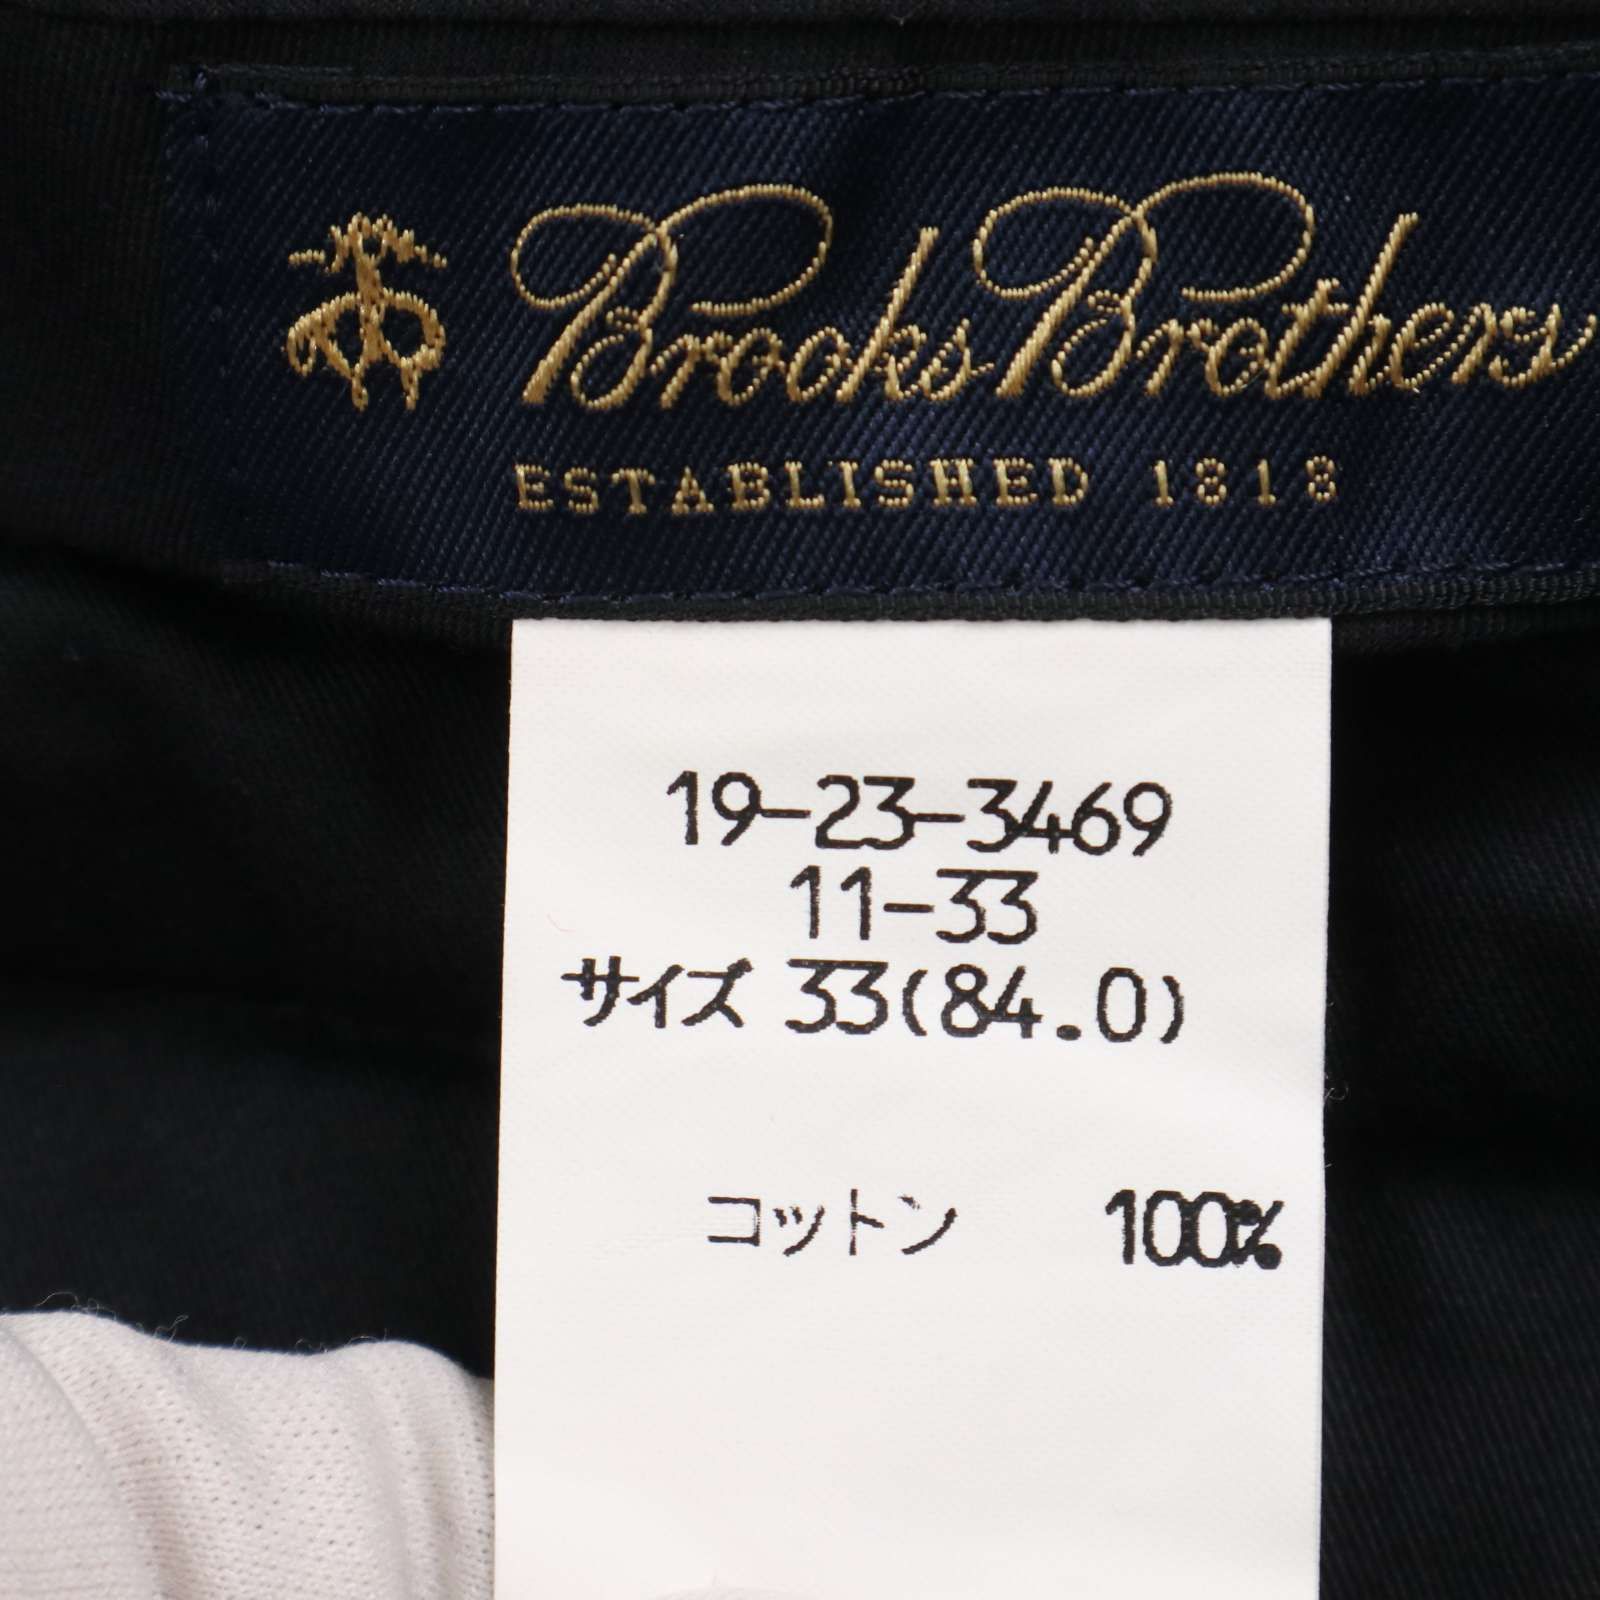 Brooks Brothers
ESTABLISHED 1818
19-23-3469
11-33
サイズ 33(84.0)
コットン 100%